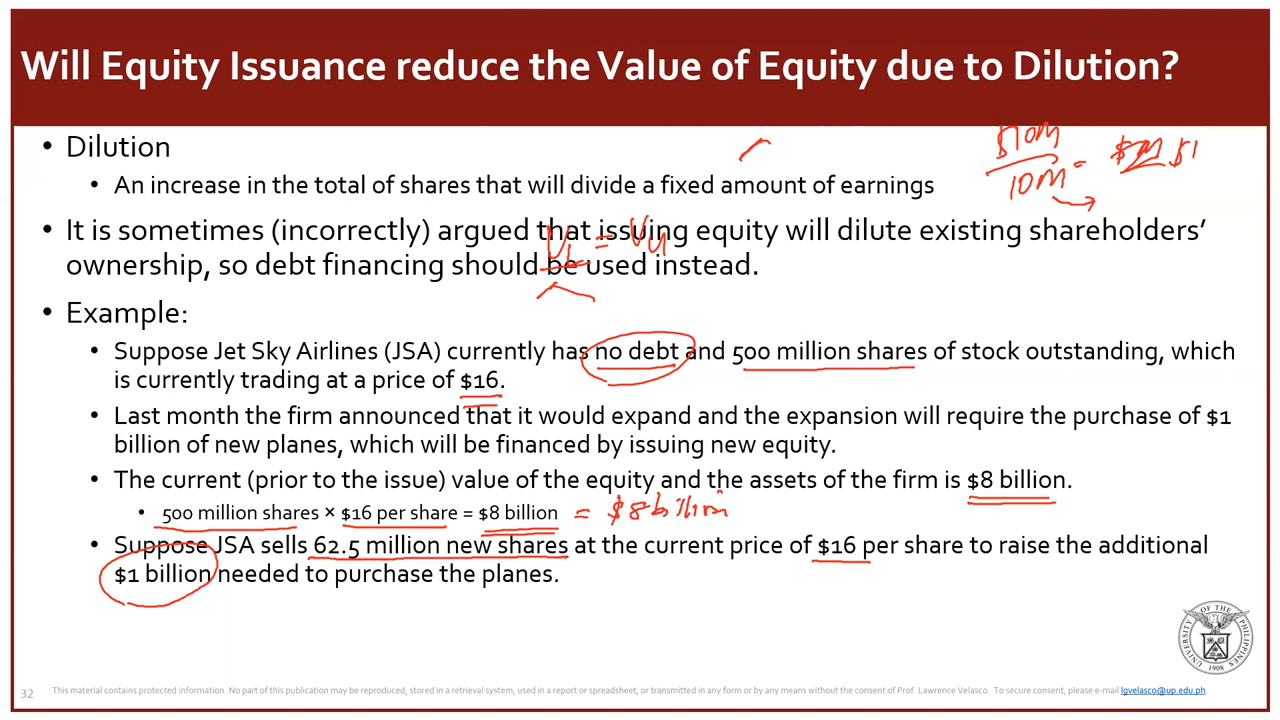 Will Equity Issuance reduce the Value of Equity due to Dilution?
• Dilution
• An increase in the total of shares that will divide a fixed amount of earnings
$10M
10M
=
$1
• It is sometimes (incorrectly) argued that issuing equity will dilute existing shareholders'
ownership, so debt financing should be used instead.
VL = VU
• Example:
• Suppose Jet Sky Airlines (JSA) currently has no debt and 500 million shares of stock outstanding, which
is currently trading at a price of $16.
• Last month the firm announced that it would expand and the expansion will require the purchase of $1
billion of new planes, which will be financed by issuing new equity.
• The current (prior to the issue) value of the equity and the assets of the firm is $8 billion.
• 500 million shares × $16 per share = $8 billion = $8 billion
• Suppose JSA sells 62.5 million new shares at the current price of $16 per share to raise the additional
$1 billion needed to purchase the planes.
UNIVERSITY OF THE PHILIPPINES
1908
32
This material contains protected information. No part of this publication may be reproduced, stored in a retrieval system, used in a report or spreadsheet, or transmitted in any form or by any means without the consent of Prof. Lawrence Velasco. To secure consent, please e-mail lgvelasco@up.edu.ph.